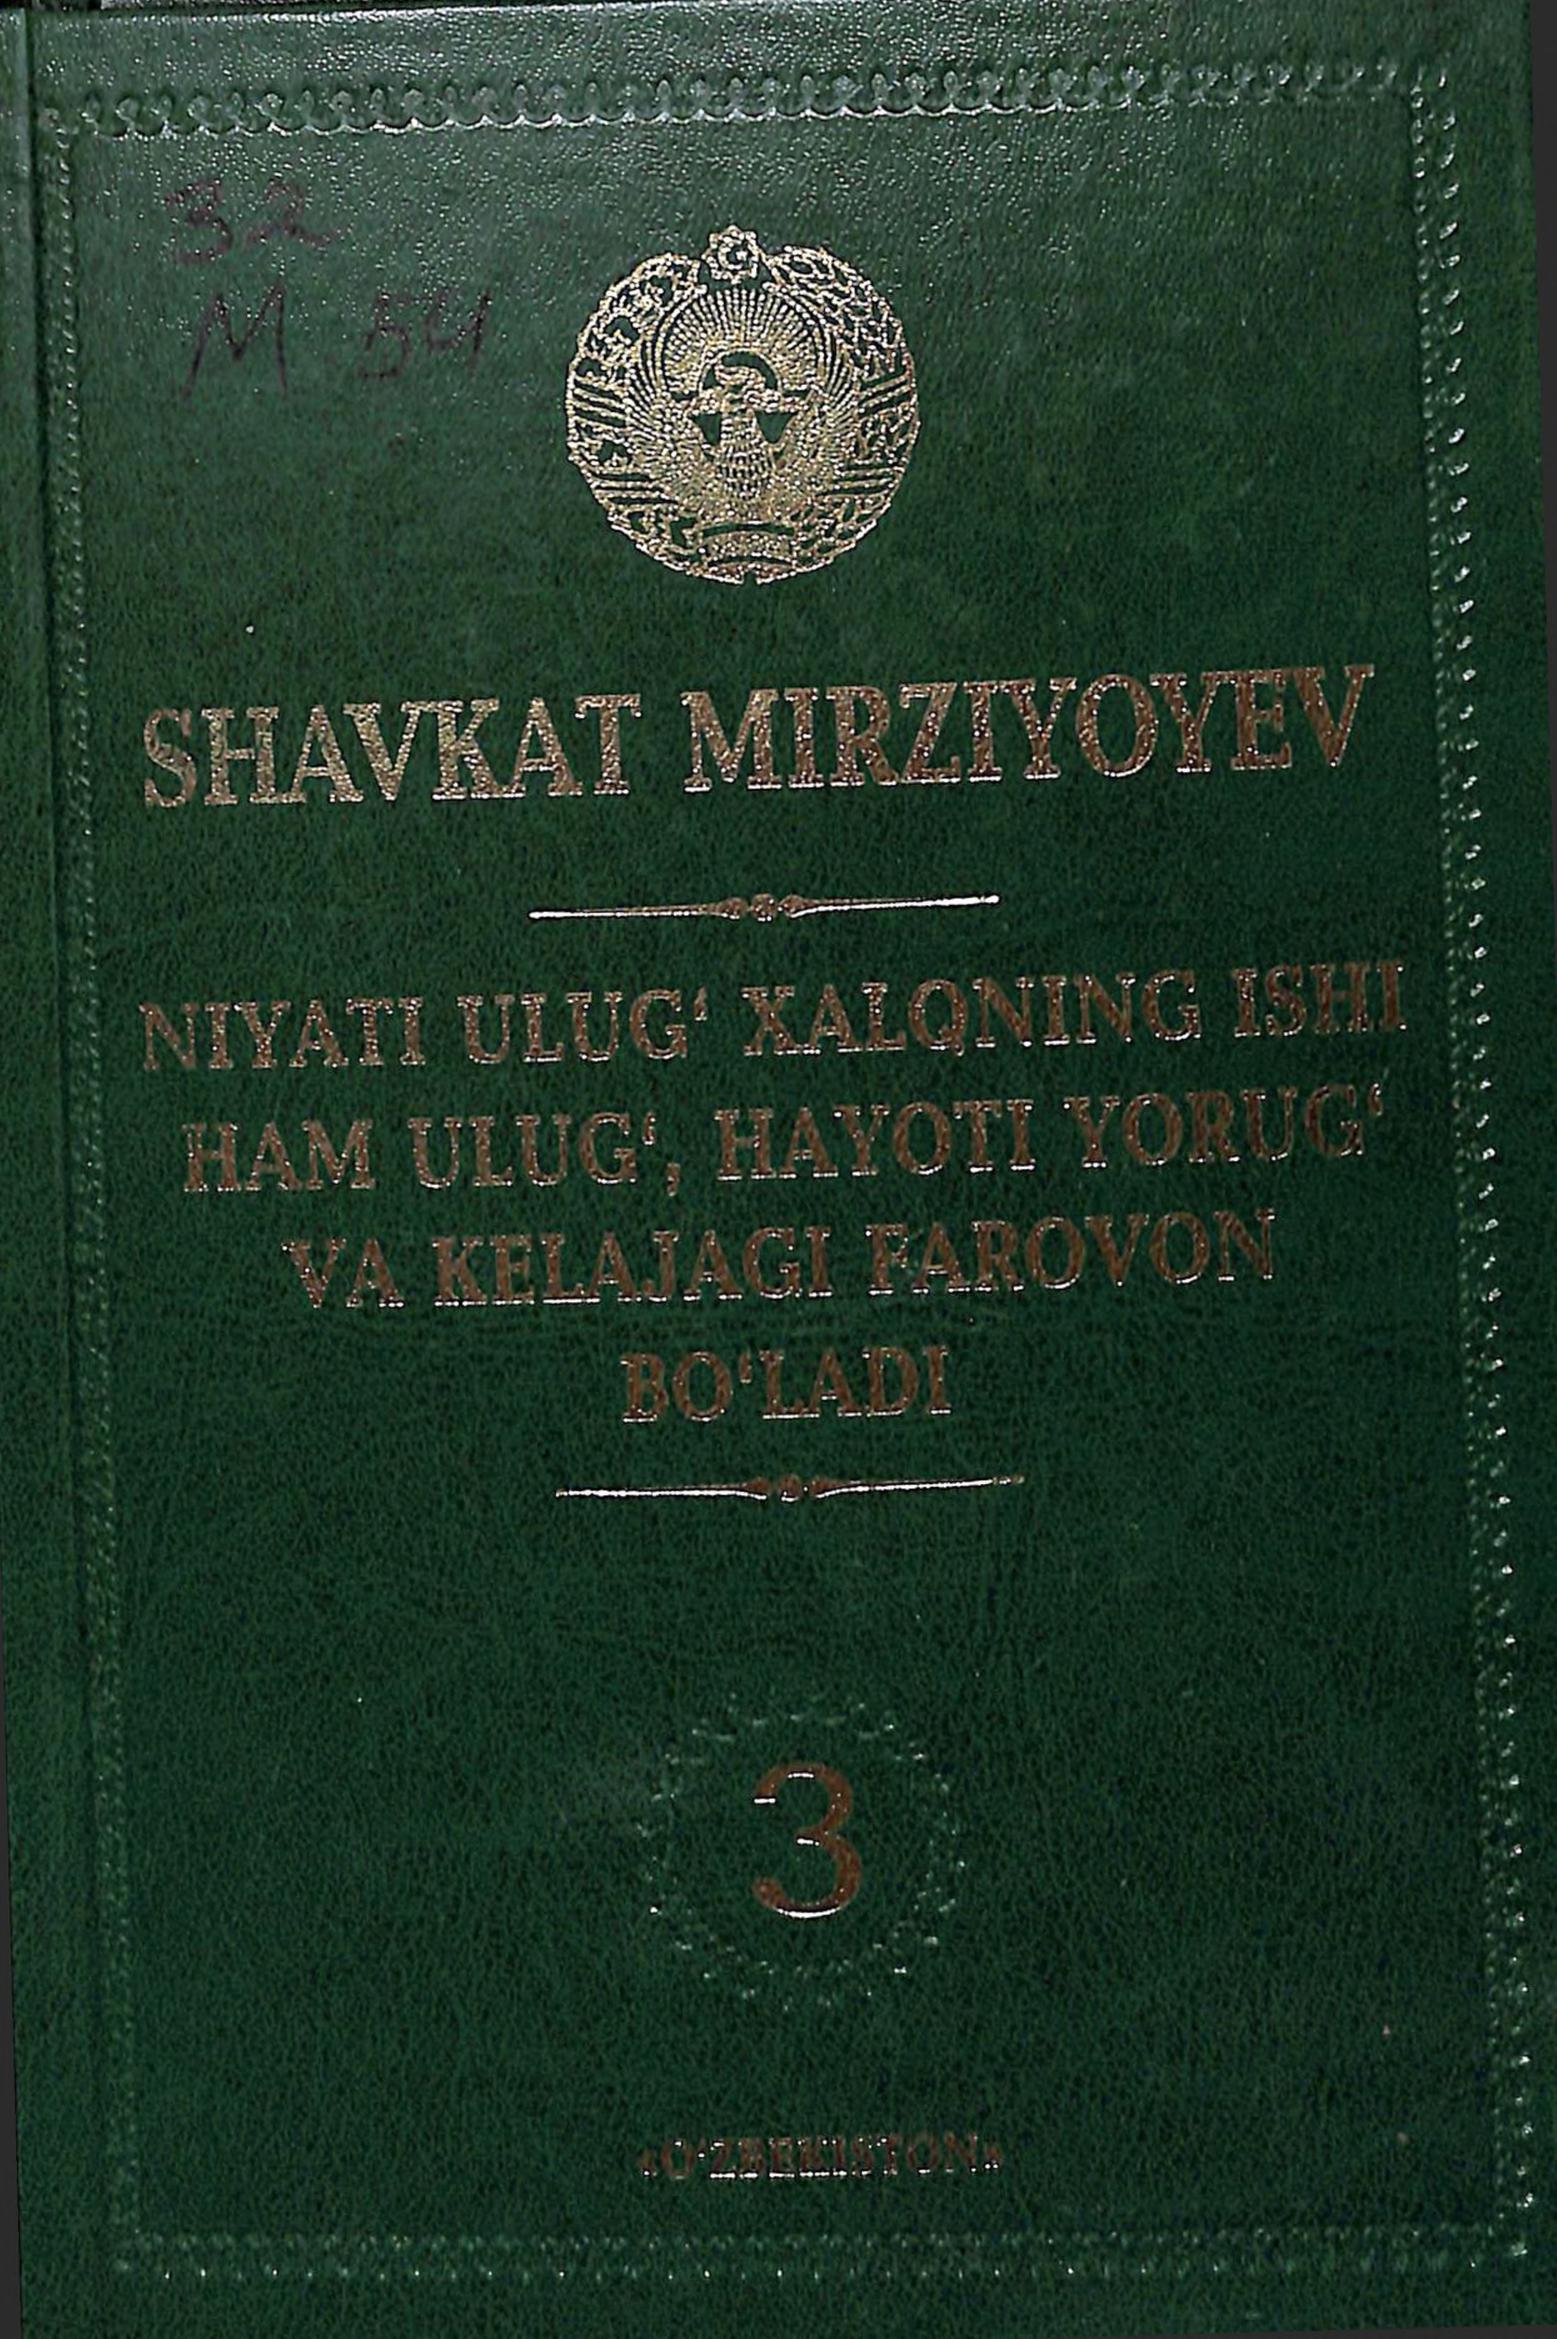 32
M 54
SHAVKAT MIRZIYOYEV
NIYATI ULUG‘ XALQNING ISHI
HAM ULUG‘, HAYOTI YORUG‘
VA KELAJAGI FAROVON
BO‘LADI
3
«O‘ZBEKISTON»